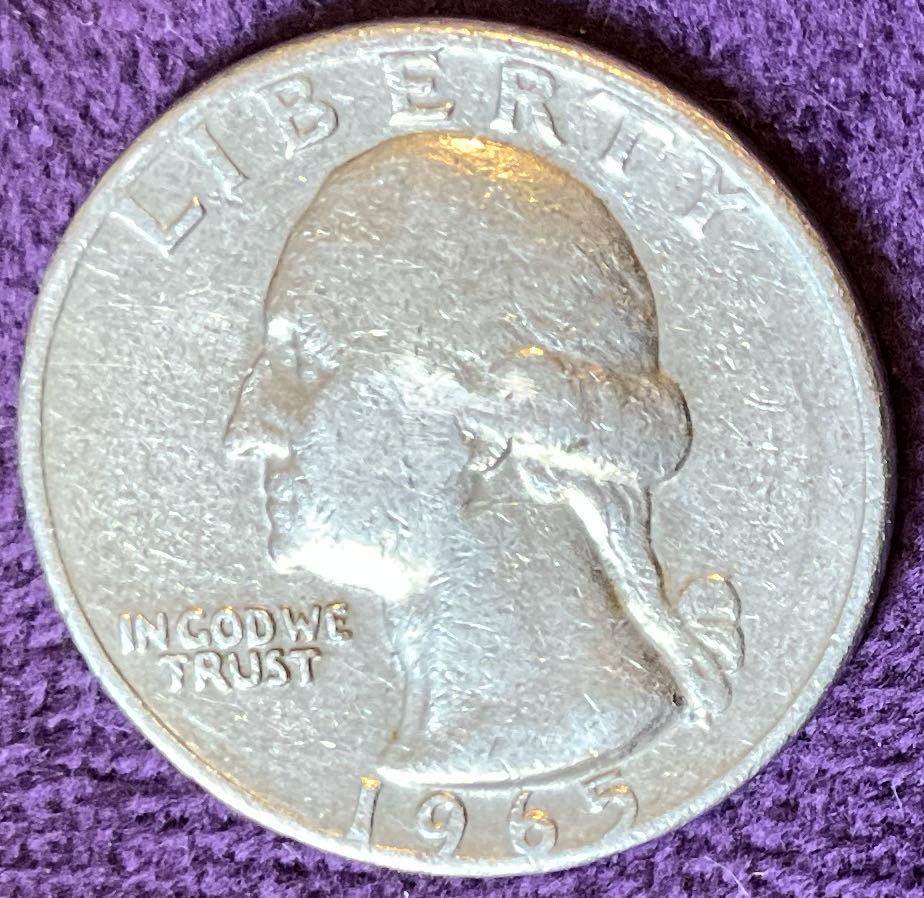 LIBERTY
IN GOD WE
TRUST
1965